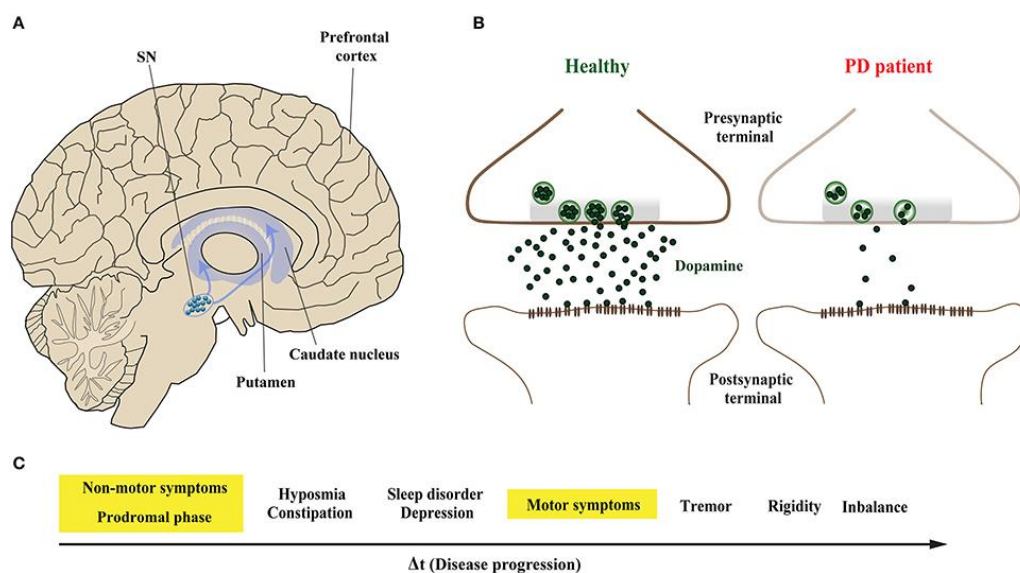 A
SN
Prefrontal
cortex
Caudate nucleus
Putamen
B
Healthy
PD patient
Presynaptic
terminal
Dopamine
Postsynaptic
terminal
C
Non-motor symptoms
Prodromal phase
Hyposmia
Constipation
Sleep disorder
Depression
Motor symptoms
Tremor
Rigidity
Inbalance
Δt (Disease progression)